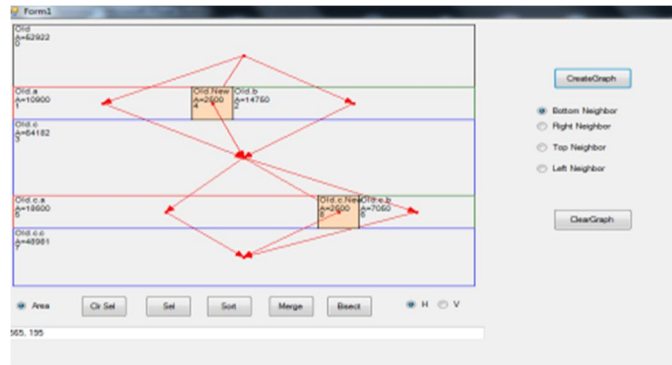 Form1
Old
A=62922
0
Old.a
A=10900
1
Old.New
A=2500
4
Old.b
A=14750
2
Old.c
A=64182
3
Old.c.a
A=18600
5
Old.c.New
A=2500
8
Old.c.b
A=7050
6
Old.c.c
A=48981
7
CreateGraph
Bottom Neighbor
Right Neighbor
Top Neighbor
Left Neighbor
ClearGraph
Area
Clr Sel
Sel
Sort
Merge
Bisect
H
V
565, 195